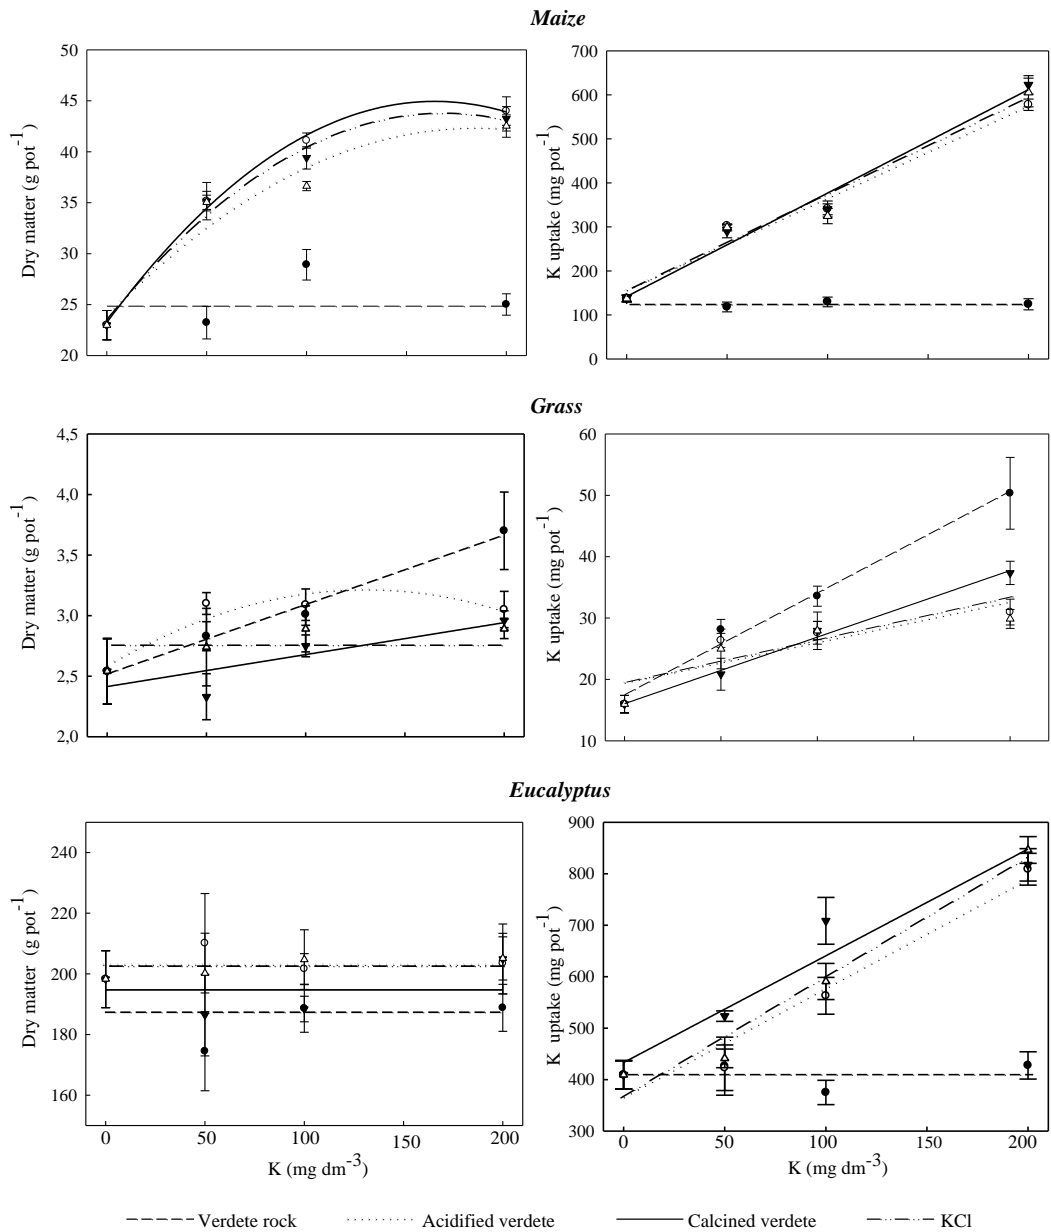 Maize
Dry matter (g pot-1)
50
45
40
35
30
25
20
K uptake (mg pot-1)
700
600
500
400
300
200
100
0
Grass
Dry matter (g pot-1)
4,5
4,0
3,5
3,0
2,5
2,0
K uptake (mg pot-1)
60
50
40
30
20
10
Eucalyptus
Dry matter (g pot-1)
240
220
200
180
160
0 50 100 150 200
K (mg dm-3)
K uptake (mg pot-1)
900
800
700
600
500
400
300
0 50 100 150 200
K (mg dm-3)
Verdete rock Acidified verdete Calcined verdete KCl